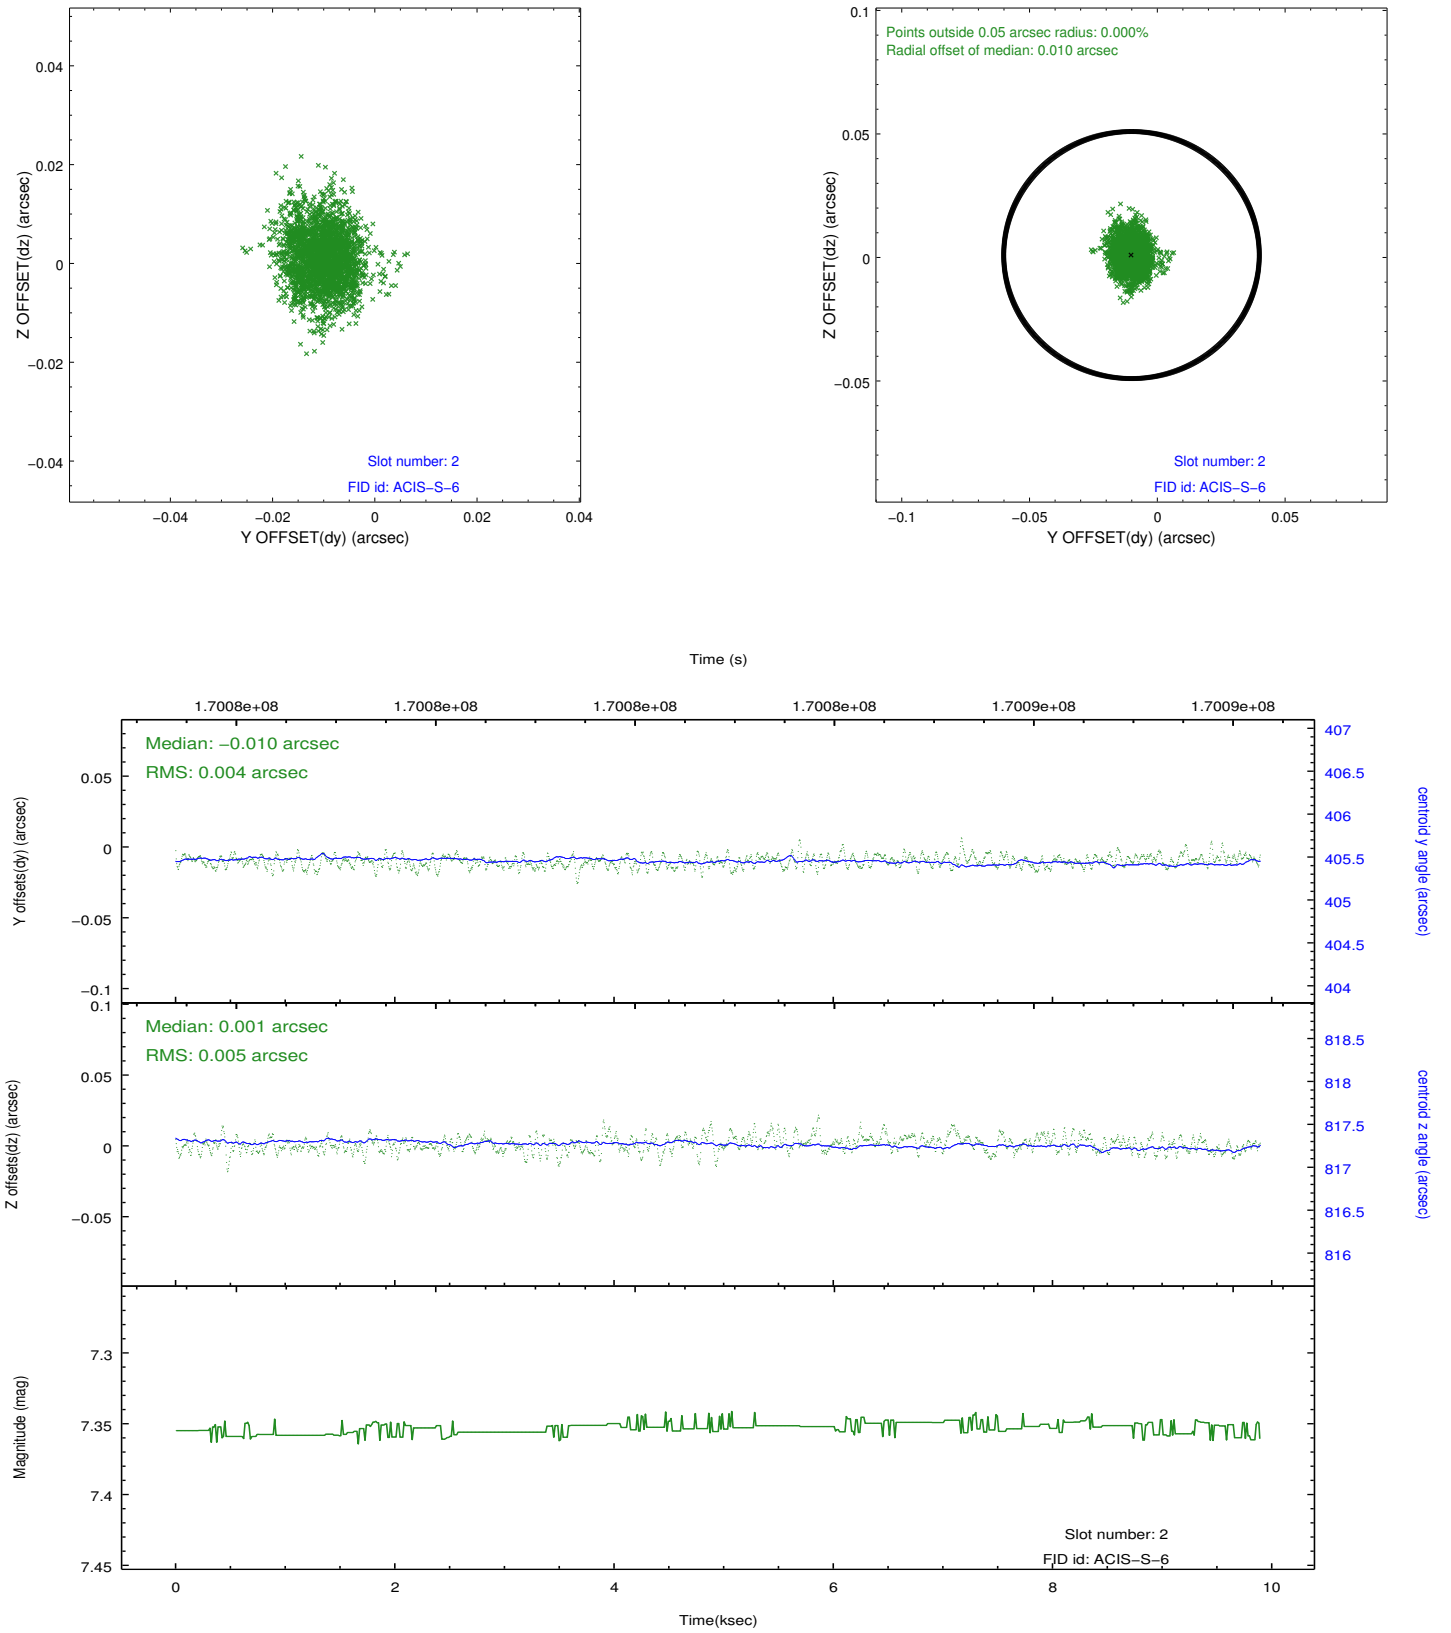 0.04
0.02
0
−0.02
−0.04
Z OFFSET(dz) (arcsec)
Slot number: 2
FID id: ACIS−S−6
−0.04
−0.02
0
0.02
0.04
Y OFFSET(dy) (arcsec)
Points outside 0.05 arcsec radius: 0.000%
Radial offset of median: 0.010 arcsec
0.1
0.05
0
−0.05
Z OFFSET(dz) (arcsec)
Slot number: 2
FID id: ACIS−S−6
−0.1
−0.05
0
0.05
Y OFFSET(dy) (arcsec)
Time (s)
1.7008e+08
1.7008e+08
1.7008e+08
1.7008e+08
1.7009e+08
1.7009e+08
Median: −0.010 arcsec
RMS: 0.004 arcsec
0.05
0
−0.05
−0.1
Y offsets(dy) (arcsec)
407
406.5
406
405.5
405
404.5
404
centroid y angle (arcsec)
Median: 0.001 arcsec
RMS: 0.005 arcsec
0.1
0.05
0
−0.05
Z offsets(dz) (arcsec)
818.5
818
817.5
817
816.5
816
centroid z angle (arcsec)
7.3
7.35
7.4
7.45
Magnitude (mag)
Slot number: 2
FID id: ACIS−S−6
0
2
4
6
8
10
Time(ksec)